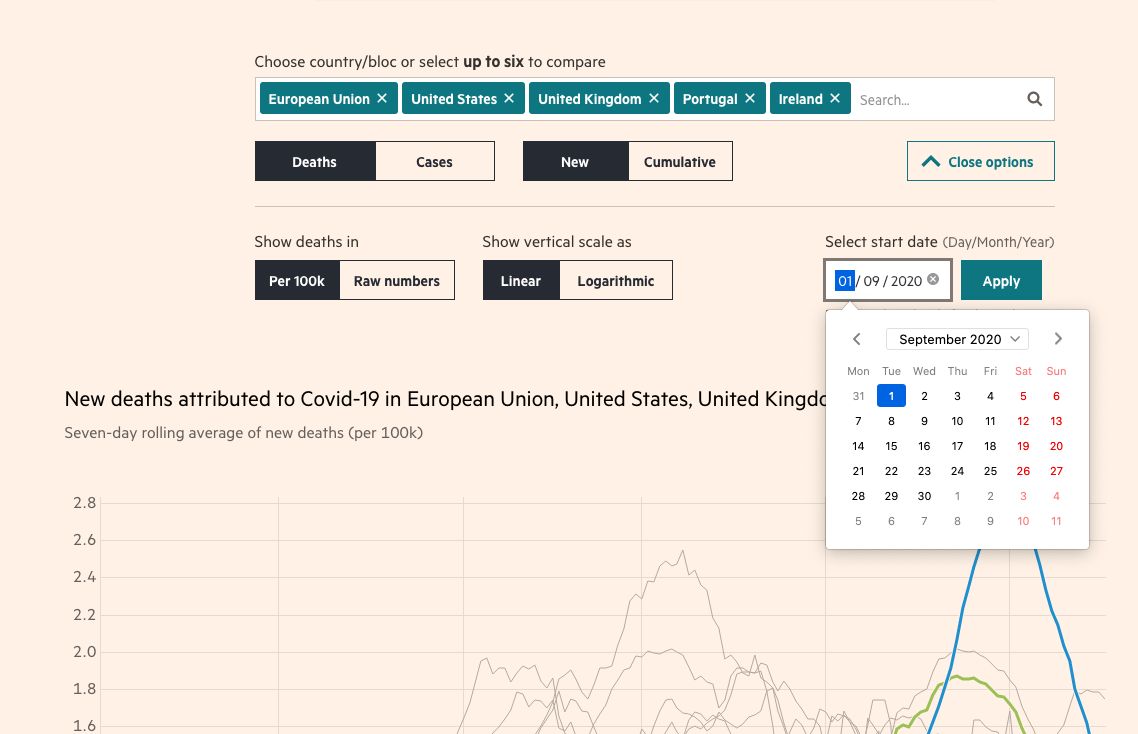 Choose country/bloc or select up to six to compare
European Union × United States × United Kingdom × Portugal × Ireland × Search...
Deaths Cases New Cumulative Close options
Show deaths in Show vertical scale as Select start date (Day/Month/Year)
Per 100k Raw numbers Linear Logarithmic 01 / 09 / 2020 Apply
September 2020
Mon Tue Wed Thu Fri Sat Sun
31 1 2 3 4 5 6
7 8 9 10 11 12 13
14 15 16 17 18 19 20
21 22 23 24 25 26 27
28 29 30 1 2 3 4
5 6 7 8 9 10 11
New deaths attributed to Covid-19 in European Union, United States, United
Seven-day rolling average of new deaths (per 100k)
2.8
2.6
2.4
2.2
2.0
1.8
1.6